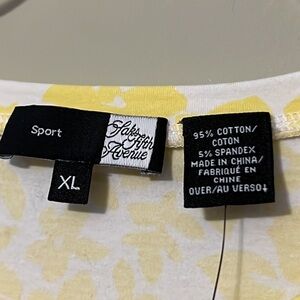 Sport
Saks
Fifth
Avenue
XL
95% COTTON/
COTON
5% SPANDEX
MADE IN CHINA/
FABRIQUÉ EN
CHINE
OVER/AU VERSO↓